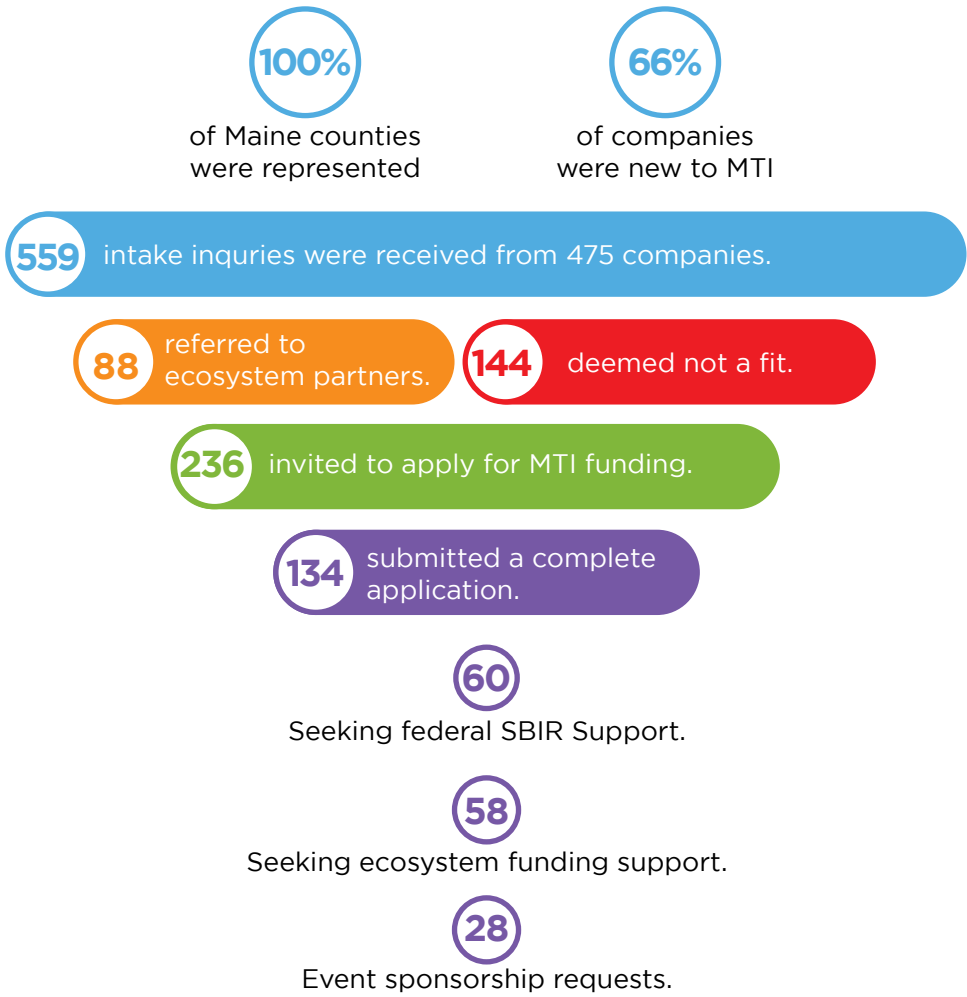 100%
of Maine counties
were represented
66%
of companies
were new to MTI
559 intake inquries were received from 475 companies.
88 referred to
ecosystem partners.
144 deemed not a fit.
236 invited to apply for MTI funding.
134 submitted a complete
application.
60
Seeking federal SBIR Support.
58
Seeking ecosystem funding support.
28
Event sponsorship requests.